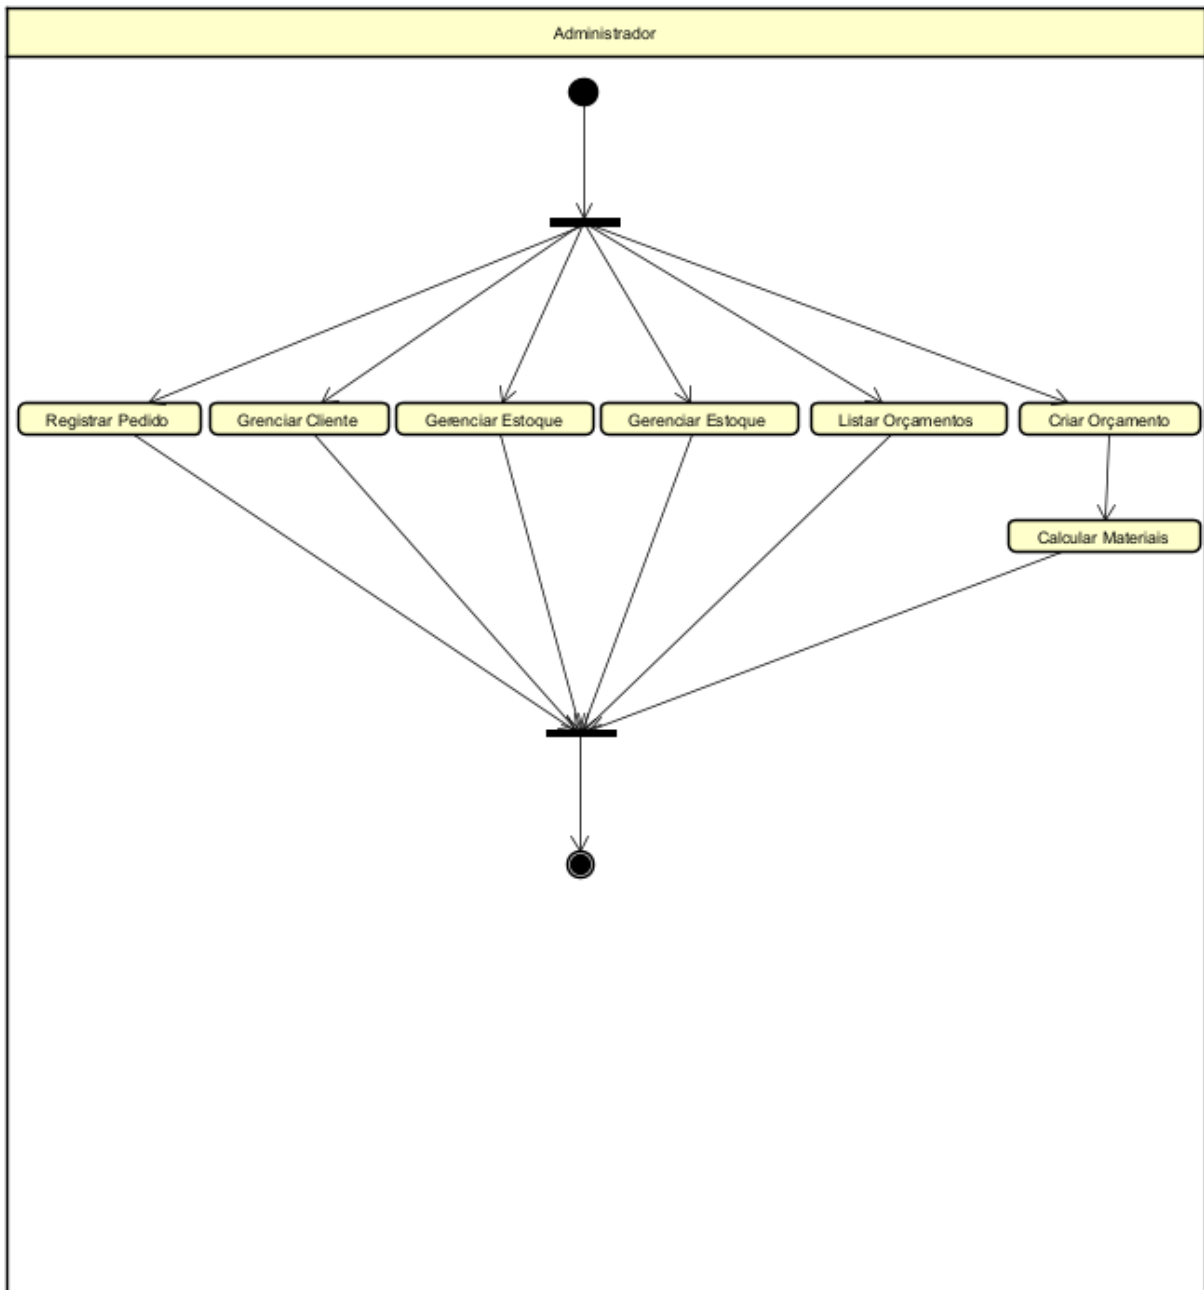 Administrador
Registrar Pedido
Grenciar Cliente
Gerenciar Estoque
Gerenciar Estoque
Listar Orçamentos
Criar Orçamento
Calcular Materiais